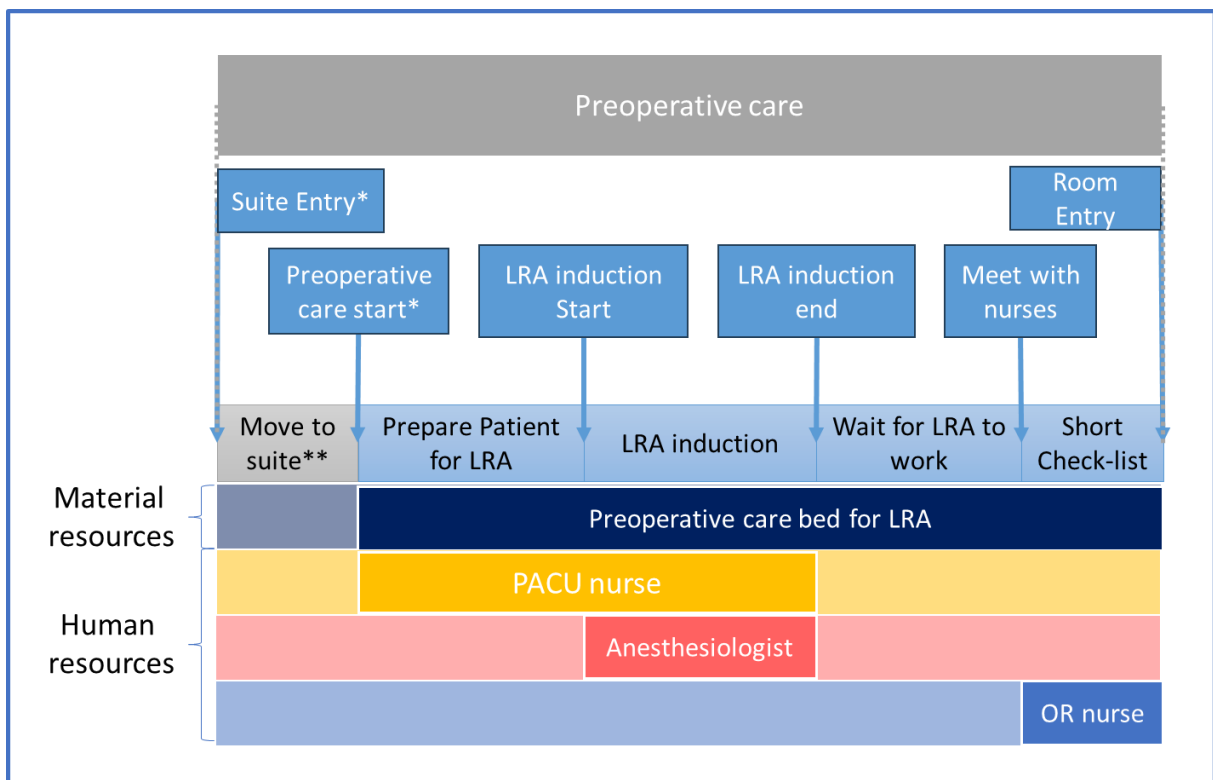 Preoperative care
Suite Entry*
Room
Entry
Preoperative
care start*
LRA induction
Start
LRA induction
end
Meet with
nurses
Move to
suite**
Prepare Patient
for LRA
LRA induction
Wait for LRA to
work
Short
Check-list
Material
resources
Preoperative care bed for LRA
PACU nurse
Human
resources
Anesthesiologist
OR nurse